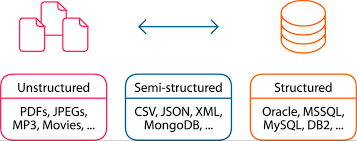 Unstructured
PDFs, JPEGs,
MP3, Movies, ...
Semi-structured
CSV, JSON, XML,
MongoDB, ...
Structured
Oracle, MSSQL,
MySQL, DB2, ...